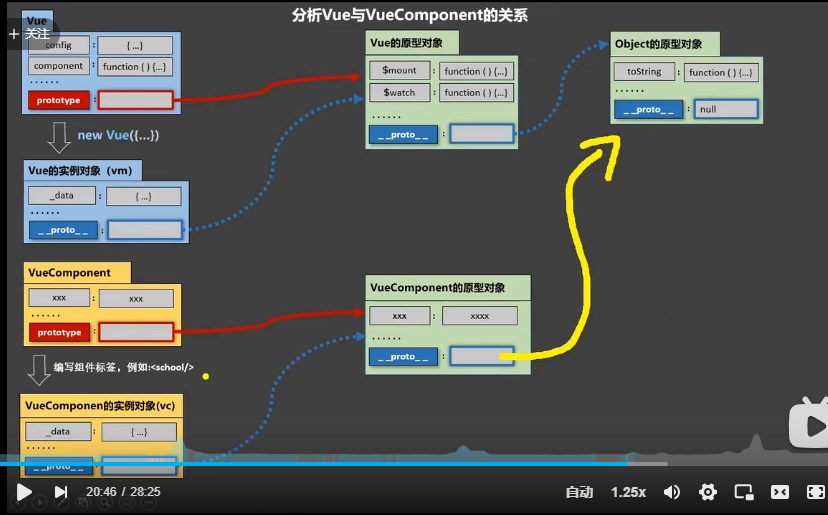 分析Vue与VueComponent的关系
Vue
+ 关注
config : {...}
component : function ( ) {...}
......
prototype :
new Vue({...})
Vue的实例对象（vm）
_data : { ...}
......
__proto__ :
VueComponent
xxx : xxx
......
prototype :
编写组件标签，例如:<school/>
VueComponen的实例对象(vc)
_data : { ...}
......
__proto__ :
Vue的原型对象
$mount : function ( ) {...}
$watch : function ( ) {...}
......
__proto__ :
VueComponent的原型对象
xxx : xxxx
......
__proto__ :
Object的原型对象
toString : function ( ) {...}
......
__proto__ : null
20:46 / 28:25
自动
1.25x